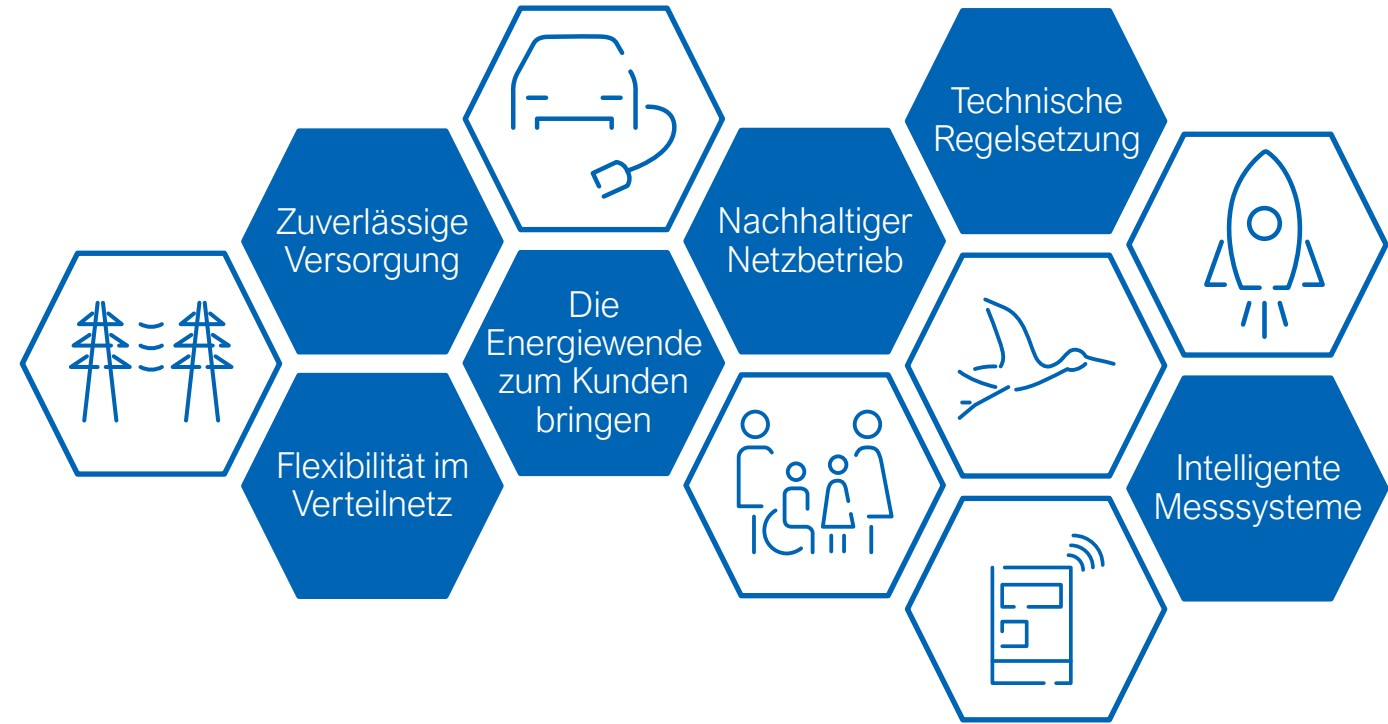 Technische
Regelsetzung
Zuverlässige
Versorgung
Nachhaltiger
Netzbetrieb
Die
Energiewende
zum Kunden
bringen
Flexibilität im
Verteilnetz
Intelligente
Messsysteme